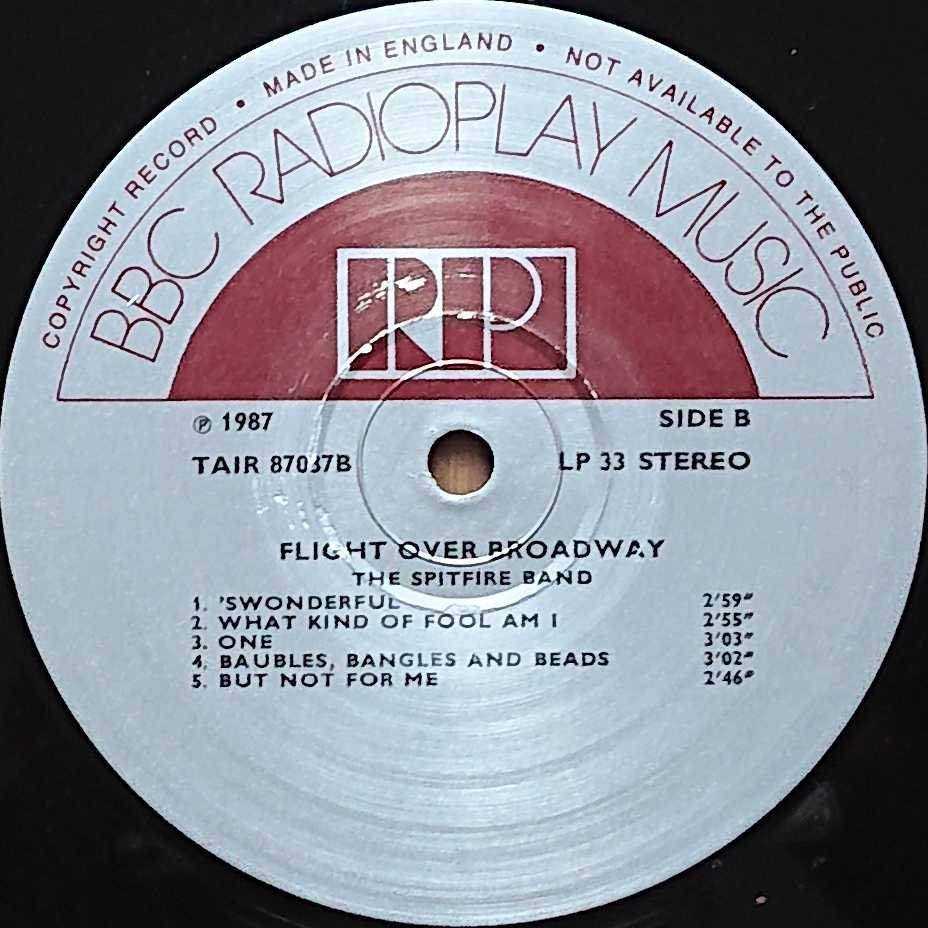 COPYRIGHT RECORD • MADE IN ENGLAND • NOT AVAILABLE TO THE PUBLIC
BBC RADIOPLAY MUSIC
RP
℗ 1987 SIDE B
TAIR 87037B LP 33 STEREO
FLIGHT OVER BROADWAY
THE SPITFIRE BAND
1. 'SWONDERFUL 2'59"
2. WHAT KIND OF FOOL AM I 2'55"
3. ONE 3'03"
4. BAUBLES, BANGLES AND BEADS 3'02"
5. BUT NOT FOR ME 2'46"